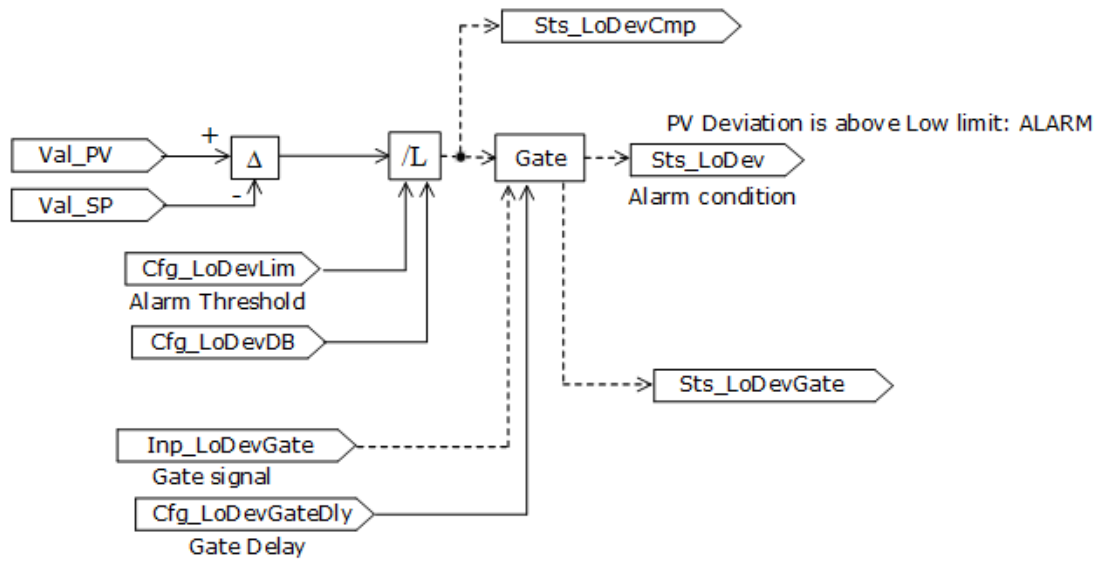 Sts_LoDevCmp
PV Deviation is above Low limit: ALARM
+
Val_PV
Δ
/L
Gate
Sts_LoDev
-
Val_SP
Alarm condition
Cfg_LoDevLim
Alarm Threshold
Cfg_LoDevDB
Sts_LoDevGate
Inp_LoDevGate
Gate signal
Cfg_LoDevGateDly
Gate Delay